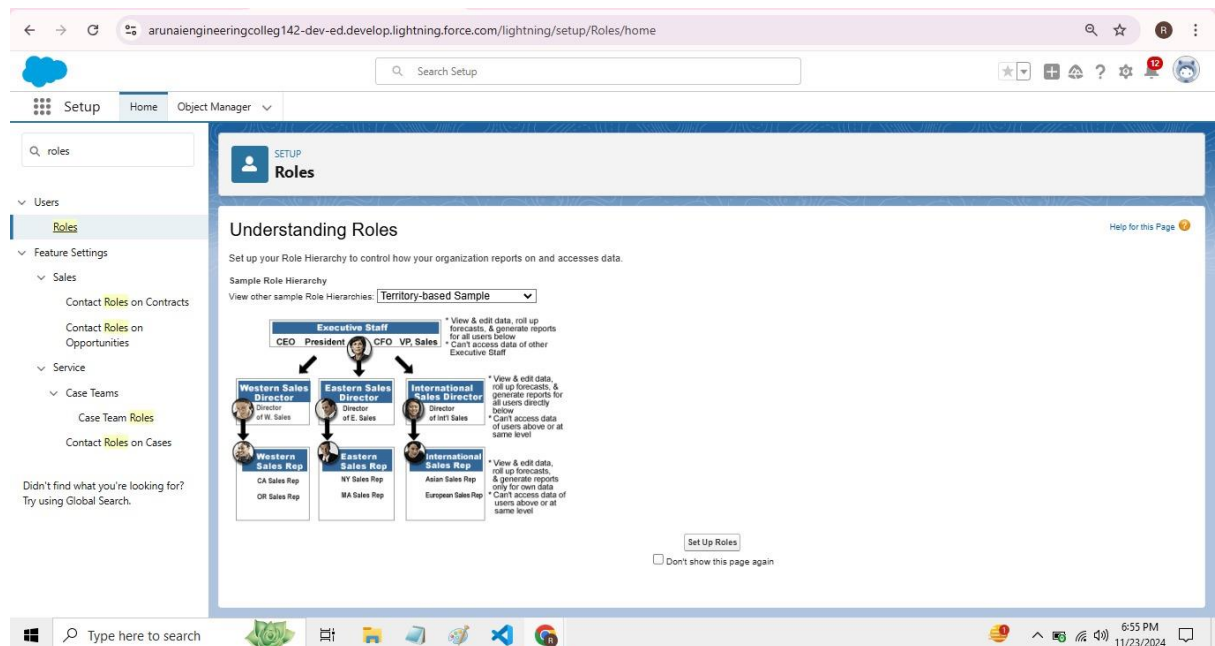 arunaiengineeringcolleg142-dev-ed.develop.lightning.force.com/lightning/setup/Roles/home
R
Search Setup
12
Setup
Home
Object Manager
roles
Users
Roles
Feature Settings
Sales
Contact Roles on Contracts
Contact Roles on
Opportunities
Service
Case Teams
Case Team Roles
Contact Roles on Cases
Didn't find what you're looking for?
Try using Global Search.
SETUP
Roles
Understanding Roles
Help for this Page
Set up your Role Hierarchy to control how your organization reports on and accesses data.
Sample Role Hierarchy
View other sample Role Hierarchies: Territory-based Sample
Executive Staff
CEO President CFO VP, Sales
* View & edit data, roll up
forecasts, & generate reports
for all users below
* Can't access data of other
Executive Staff
Western Sales
Director
Director
of W. Sales
Eastern Sales
Director
Director
of E. Sales
International
Sales Director
Director
of Int'l Sales
* View & edit data,
roll up forecasts, &
generate reports for
all users directly
below
* Can't access data
of users above or at
same level
Western
Sales Rep
CA Sales Rep
OR Sales Rep
Eastern
Sales Rep
NY Sales Rep
MA Sales Rep
International
Sales Rep
Asian Sales Rep
European Sales Rep
* View & edit data,
roll up forecasts,
& generate reports
only for own data
* Can't access data of
users above or at
same level
Set Up Roles
Don't show this page again
Type here to search
R
6:55 PM
11/23/2024